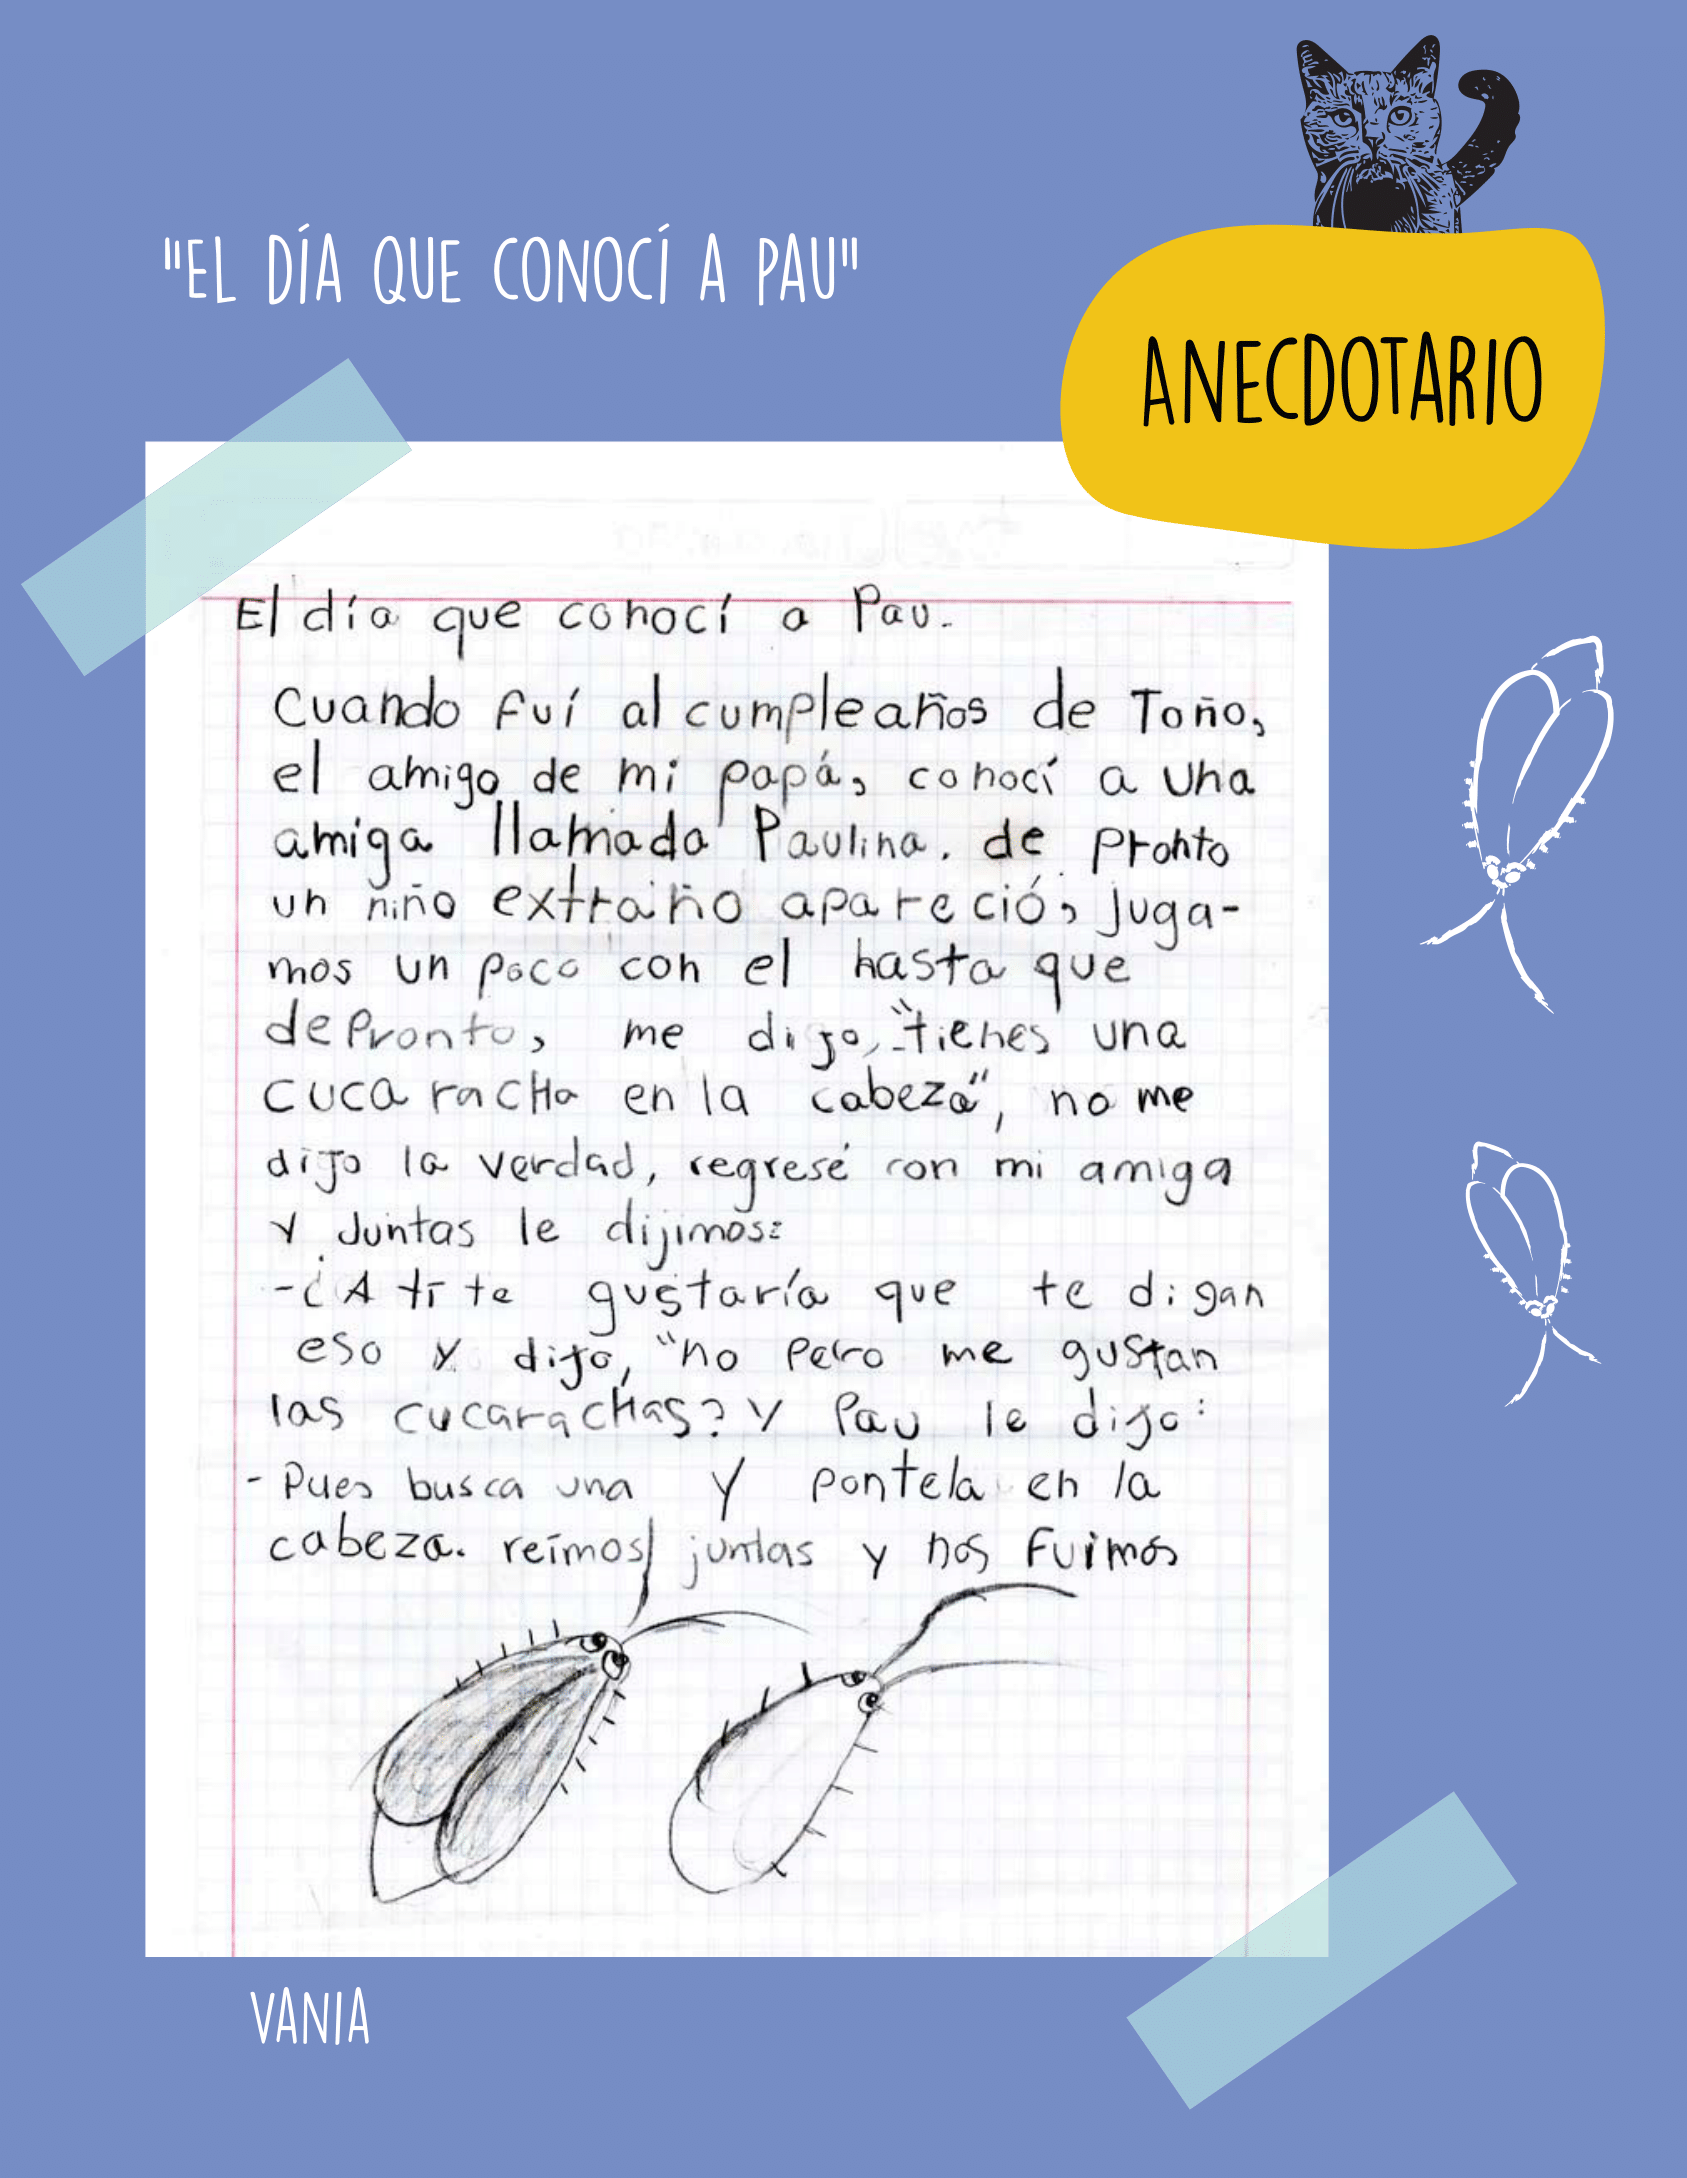 "EL DÍA QUE CONOCÍ A PAU"
ANECDOTARIO
El día que conocí a Pau.
Cuando fuí al cumpleaños de Toño,
el amigo de mi papá, conocí a una
amiga llamada Paulina. de pronto
un niño extraño apareció, juga-
mos un poco con el hasta que
de Pronto, me dijo, "tienes una
cucaracha en la cabeza", no me
dijo la verdad, regresé con mi amiga
y Juntas le dijimos:
-¿A tí te gustaría que te digan
eso y dijo, "no pero me gustan
las cucarachas? y Pau le dijo:
- Pues busca una y pontela en la
cabeza. reímos juntas y nos fuimos
VANIA